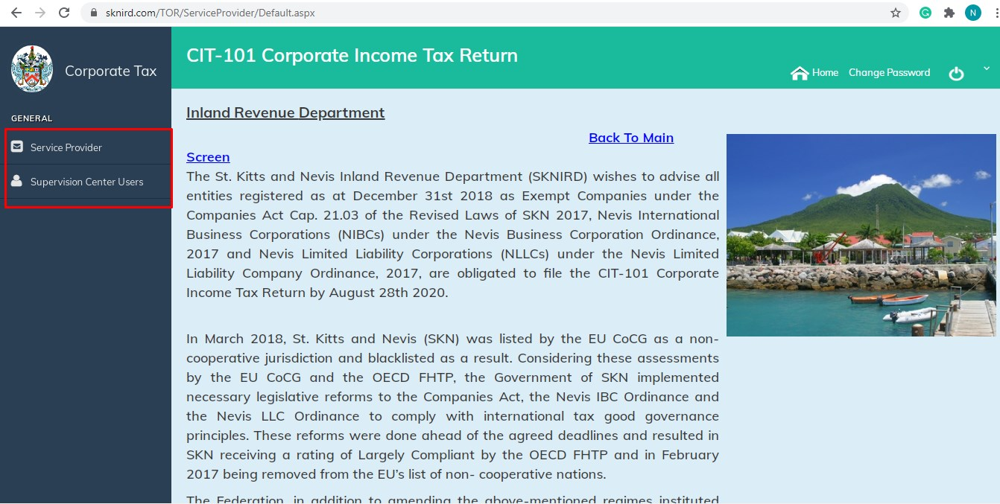 sknird.com/TOR/ServiceProvider/Default.aspx
N
Corporate Tax
GENERAL
Service Provider
Supervision Center Users
CIT-101 Corporate Income Tax Return
Home
Change Password
Inland Revenue Department
Back To Main
Screen
The St. Kitts and Nevis Inland Revenue Department (SKNIRD) wishes to advise all
entities registered as at December 31st 2018 as Exempt Companies under the
Companies Act Cap. 21.03 of the Revised Laws of SKN 2017, Nevis International
Business Corporations (NIBCs) under the Nevis Business Corporation Ordinance,
2017 and Nevis Limited Liability Corporations (NLLCs) under the Nevis Limited
Liability Company Ordinance, 2017, are obligated to file the CIT-101 Corporate
Income Tax Return by August 28th 2020.
In March 2018, St. Kitts and Nevis (SKN) was listed by the EU CoCG as a non-
cooperative jurisdiction and blacklisted as a result. Considering these assessments
by the EU CoCG and the OECD FHTP, the Government of SKN implemented
necessary legislative reforms to the Companies Act, the Nevis IBC Ordinance and
the Nevis LLC Ordinance to comply with international tax good governance
principles. These reforms were done ahead of the agreed deadlines and resulted in
SKN receiving a rating of Largely Compliant by the OECD FHTP and in February
2017 being removed from the EU's list of non- cooperative nations.
The Federation, in addition to amending the above-mentioned regimes instituted